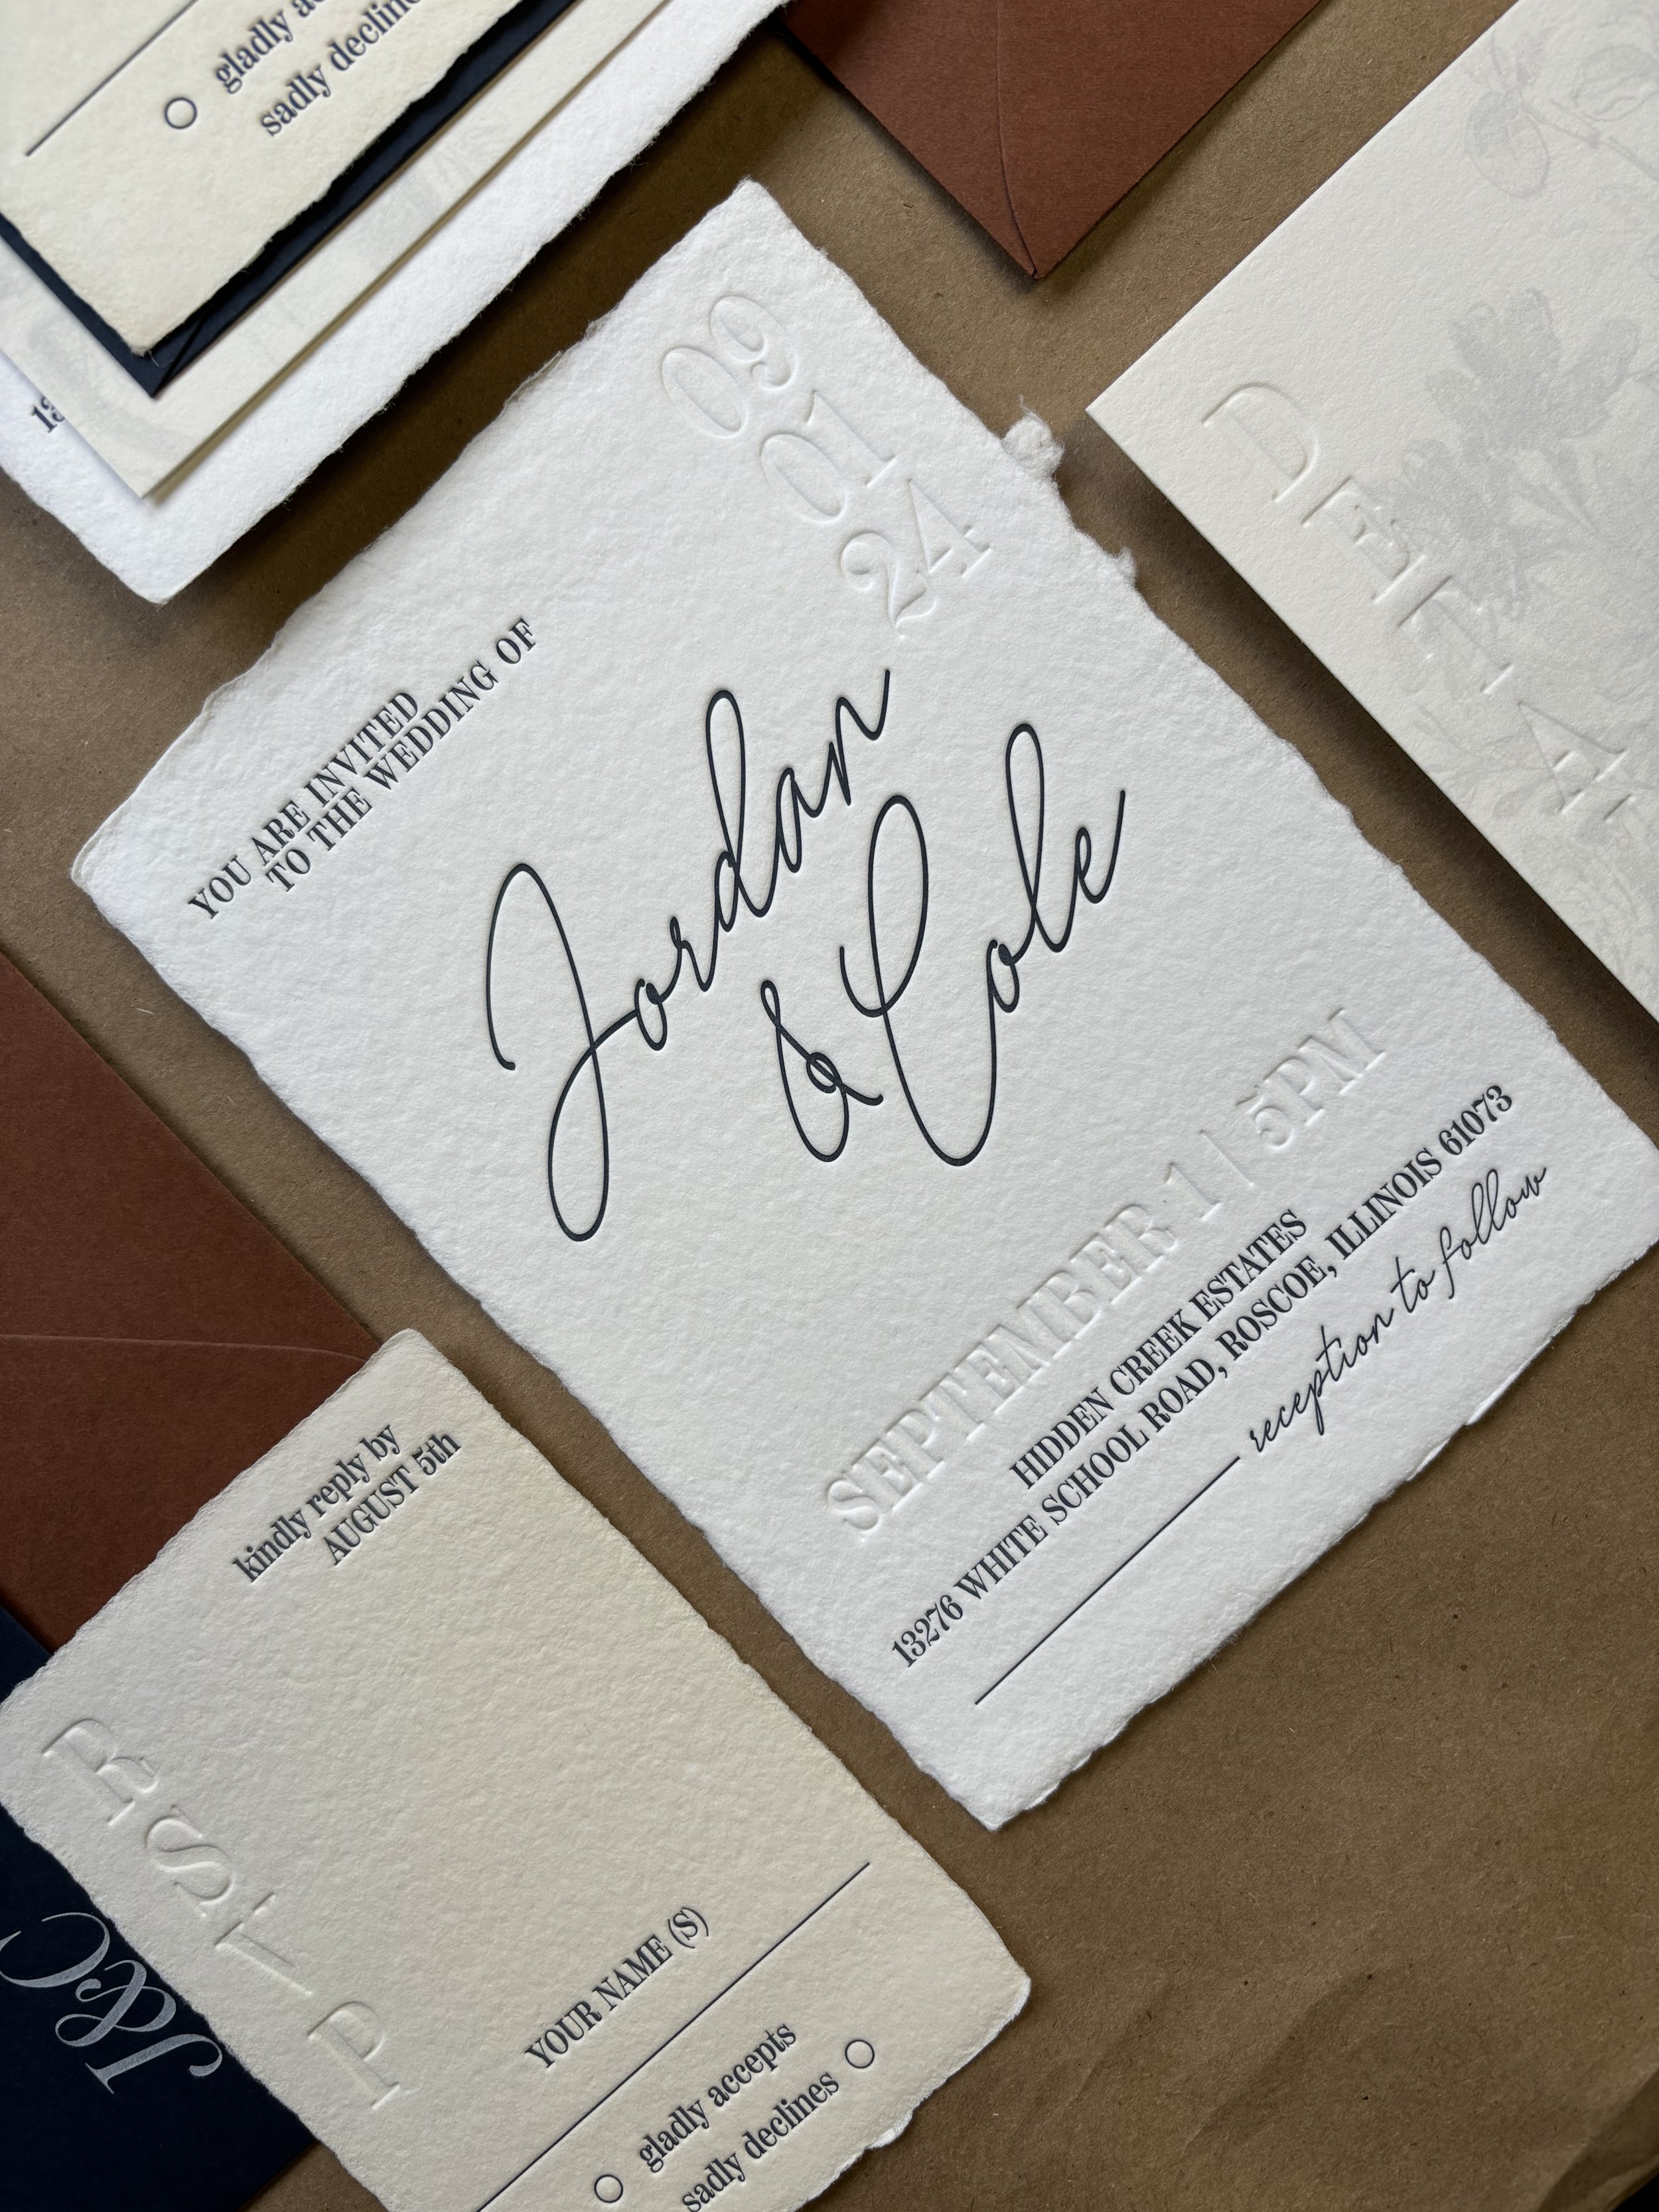 gladly
sadly decline
13
09
01
24
YOU ARE INVITED
TO THE WEDDING OF
Jordan
& Cole
SEPTEMBER 1 | 5PM
HIDDEN CREEK ESTATES
13276 WHITE SCHOOL ROAD, ROSCOE, ILLINOIS 61073
reception to follow
DETAI
kindly reply by
AUGUST 5th
RSVP
YOUR NAME (S)
gladly accepts
sadly declines
J&C